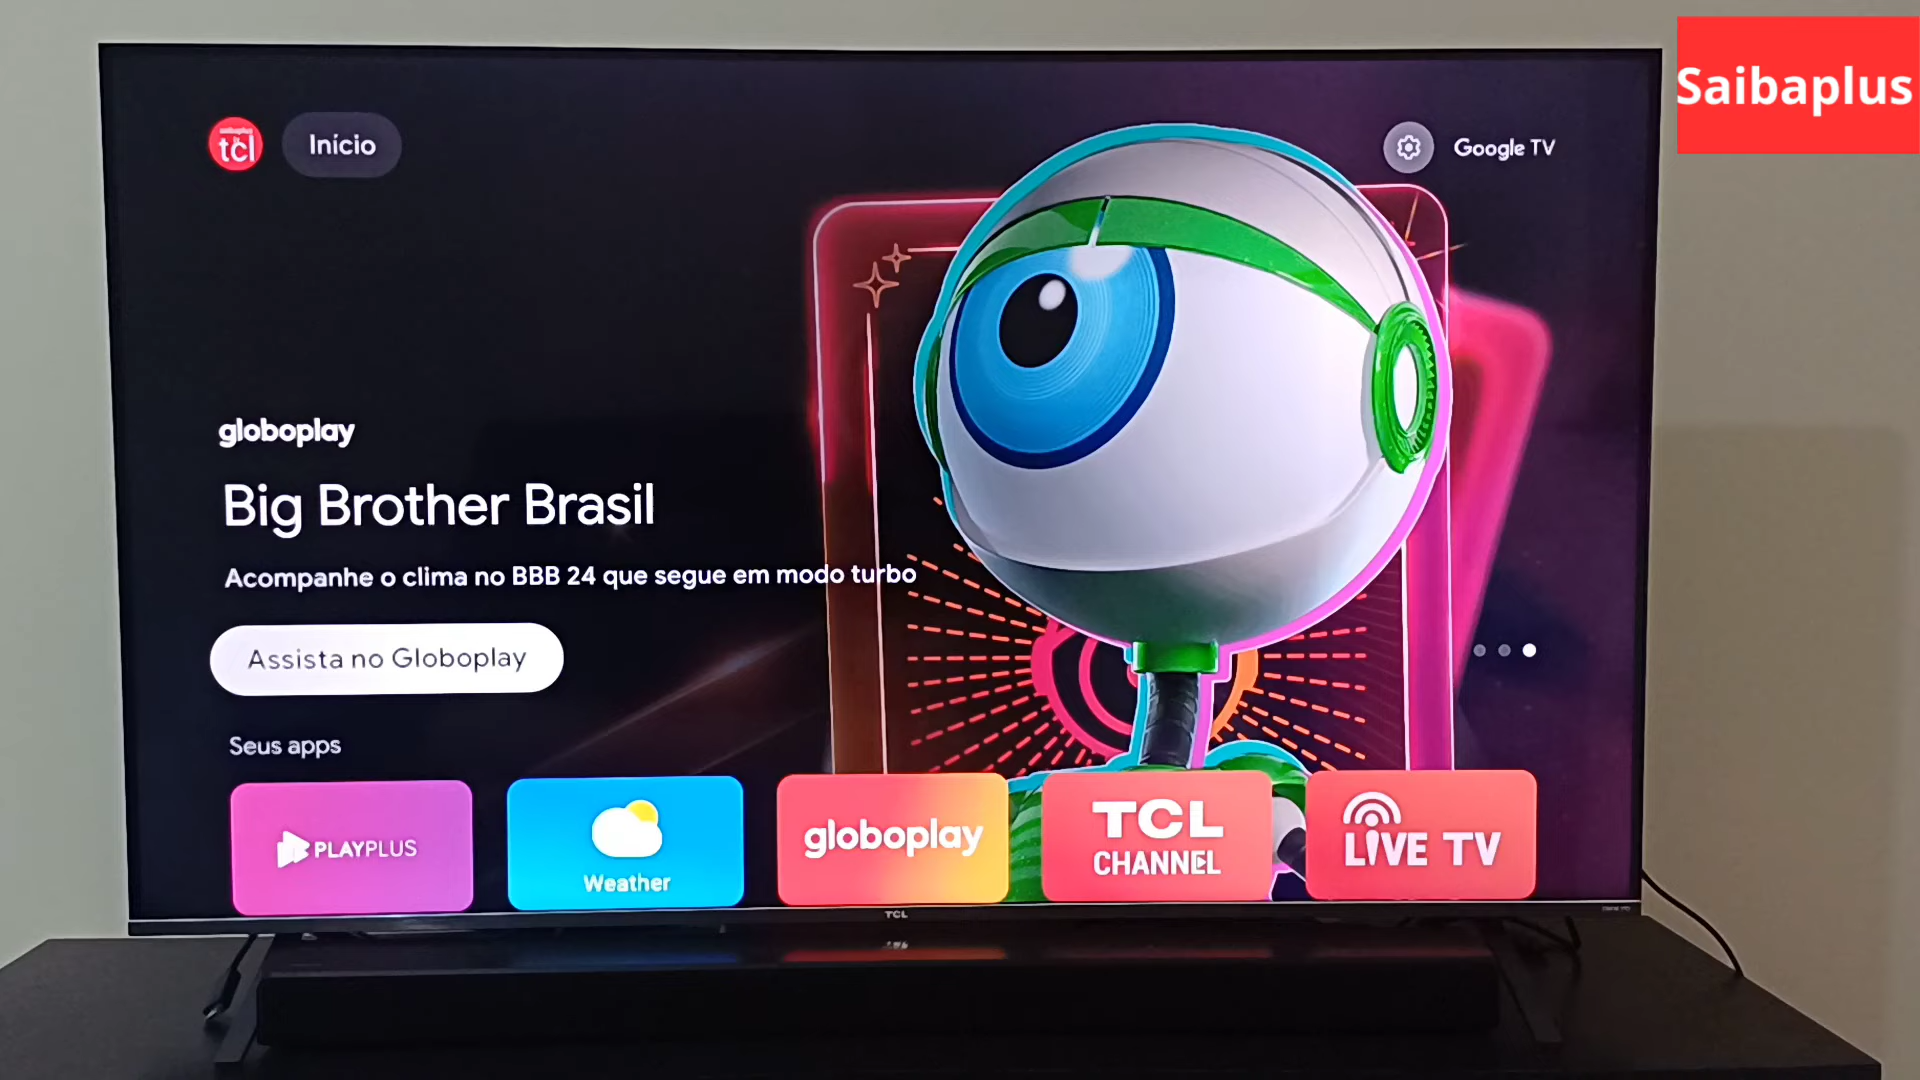 Saibaplus
tcl
Início
Google TV
globoplay
Big Brother Brasil
Acompanhe o clima no BBB 24 que segue em modo turbo
Assista no Globoplay
Seus apps
PLAYPLUS
Weather
globoplay
TCL
CHANNEL
LIVE TV
TCL